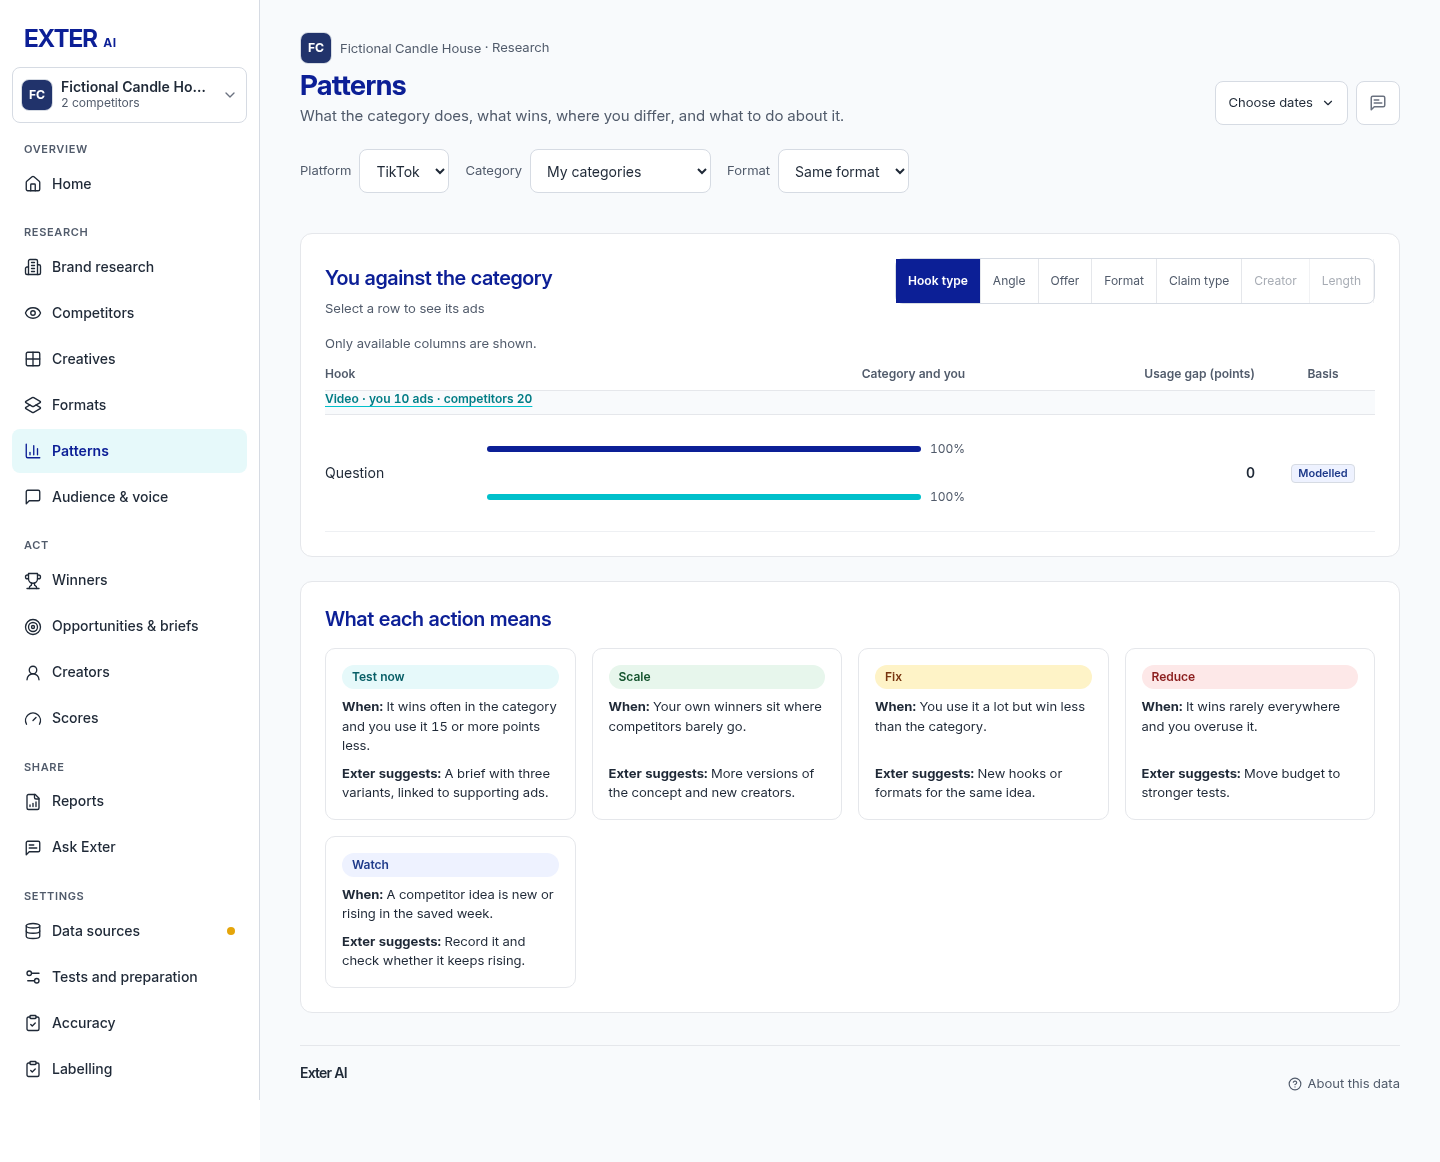 EXTER AI
FC
Fictional Candle Ho...
2 competitors
OVERVIEW
Home
RESEARCH
Brand research
Competitors
Creatives
Formats
Patterns
Audience & voice
ACT
Winners
Opportunities & briefs
Creators
Scores
SHARE
Reports
Ask Exter
SETTINGS
Data sources
Tests and preparation
Accuracy
Labelling
FC Fictional Candle House · Research
Patterns
What the category does, what wins, where you differ, and what to do about it.
Choose dates
Platform TikTok Category My categories Format Same format
You against the category
Select a row to see its ads
Hook type Angle Offer Format Claim type Creator Length
Only available columns are shown.
Hook Category and you Usage gap (points) Basis
Video · you 10 ads · competitors 20
100%
Question 0 Modelled
100%
What each action means
Test now
When: It wins often in the category
and you use it 15 or more points
less.
Exter suggests: A brief with three
variants, linked to supporting ads.
Scale
When: Your own winners sit where
competitors barely go.
Exter suggests: More versions of
the concept and new creators.
Fix
When: You use it a lot but win less
than the category.
Exter suggests: New hooks or
formats for the same idea.
Reduce
When: It wins rarely everywhere
and you overuse it.
Exter suggests: Move budget to
stronger tests.
Watch
When: A competitor idea is new or
rising in the saved week.
Exter suggests: Record it and
check whether it keeps rising.
Exter AI
About this data